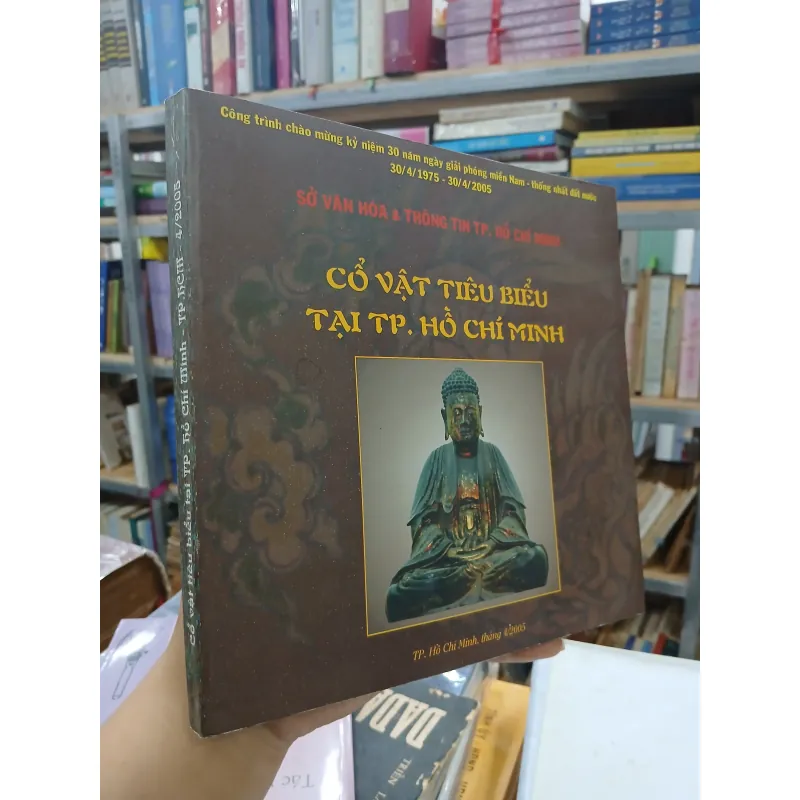 Công trình chào mừng kỷ niệm 30 năm ngày giải phóng miền Nam - thống nhất đất nước
30/4/1975 - 30/4/2005
SỞ VĂN HÓA & THÔNG TIN TP. HỒ CHÍ MINH
CỔ VẬT TIÊU BIỂU
TẠI TP. HỒ CHÍ MINH
TP. Hồ Chí Minh, tháng 4/2005
Cổ vật tiêu biểu tại TP. Hồ Chí Minh - TP.HCM - 4/2005
DADA
TRIỆN
Tác